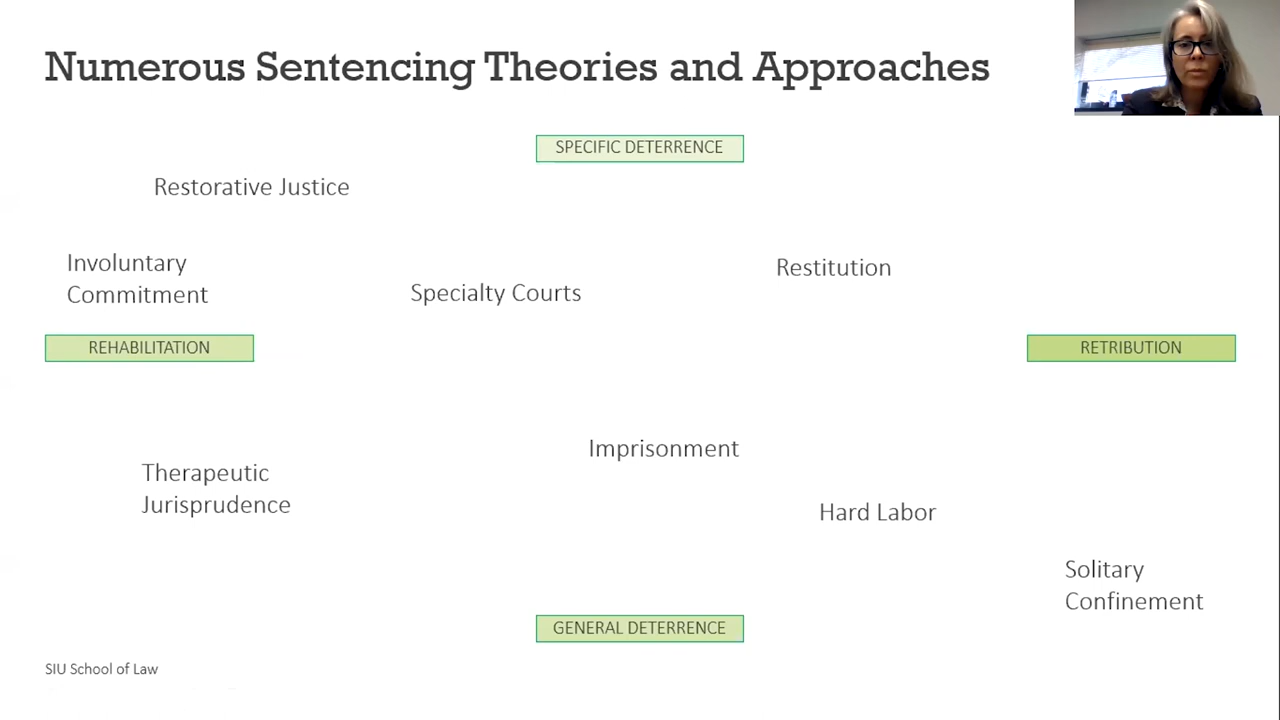 Numerous Sentencing Theories and Approaches
SPECIFIC DETERRENCE
Restorative Justice
Involuntary
Commitment
Specialty Courts
Restitution
REHABILITATION
RETRIBUTION
Imprisonment
Therapeutic
Jurisprudence
Hard Labor
Solitary
Confinement
GENERAL DETERRENCE
SIU School of Law